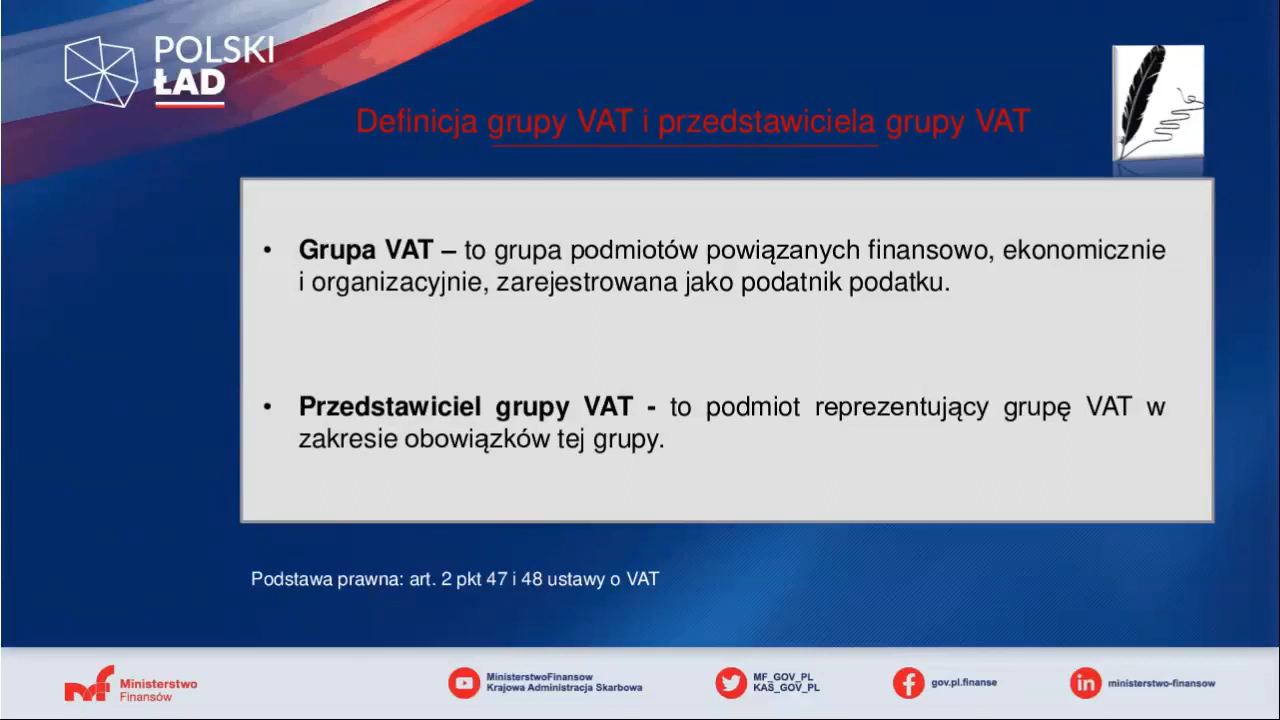 POLSKI
ŁAD
Definicja grupy VAT i przedstawiciela grupy VAT
• Grupa VAT – to grupa podmiotów powiązanych finansowo, ekonomicznie
i organizacyjnie, zarejestrowana jako podatnik podatku.
• Przedstawiciel grupy VAT - to podmiot reprezentujący grupę VAT w
zakresie obowiązków tej grupy.
Podstawa prawna: art. 2 pkt 47 i 48 ustawy o VAT
Ministerstwo
Finansów
MinisterstwoFinansow
Krajowa Administracja Skarbowa
MF_GOV_PL
KAS_GOV_PL
gov.pl.finanse
ministerstwo-finansow